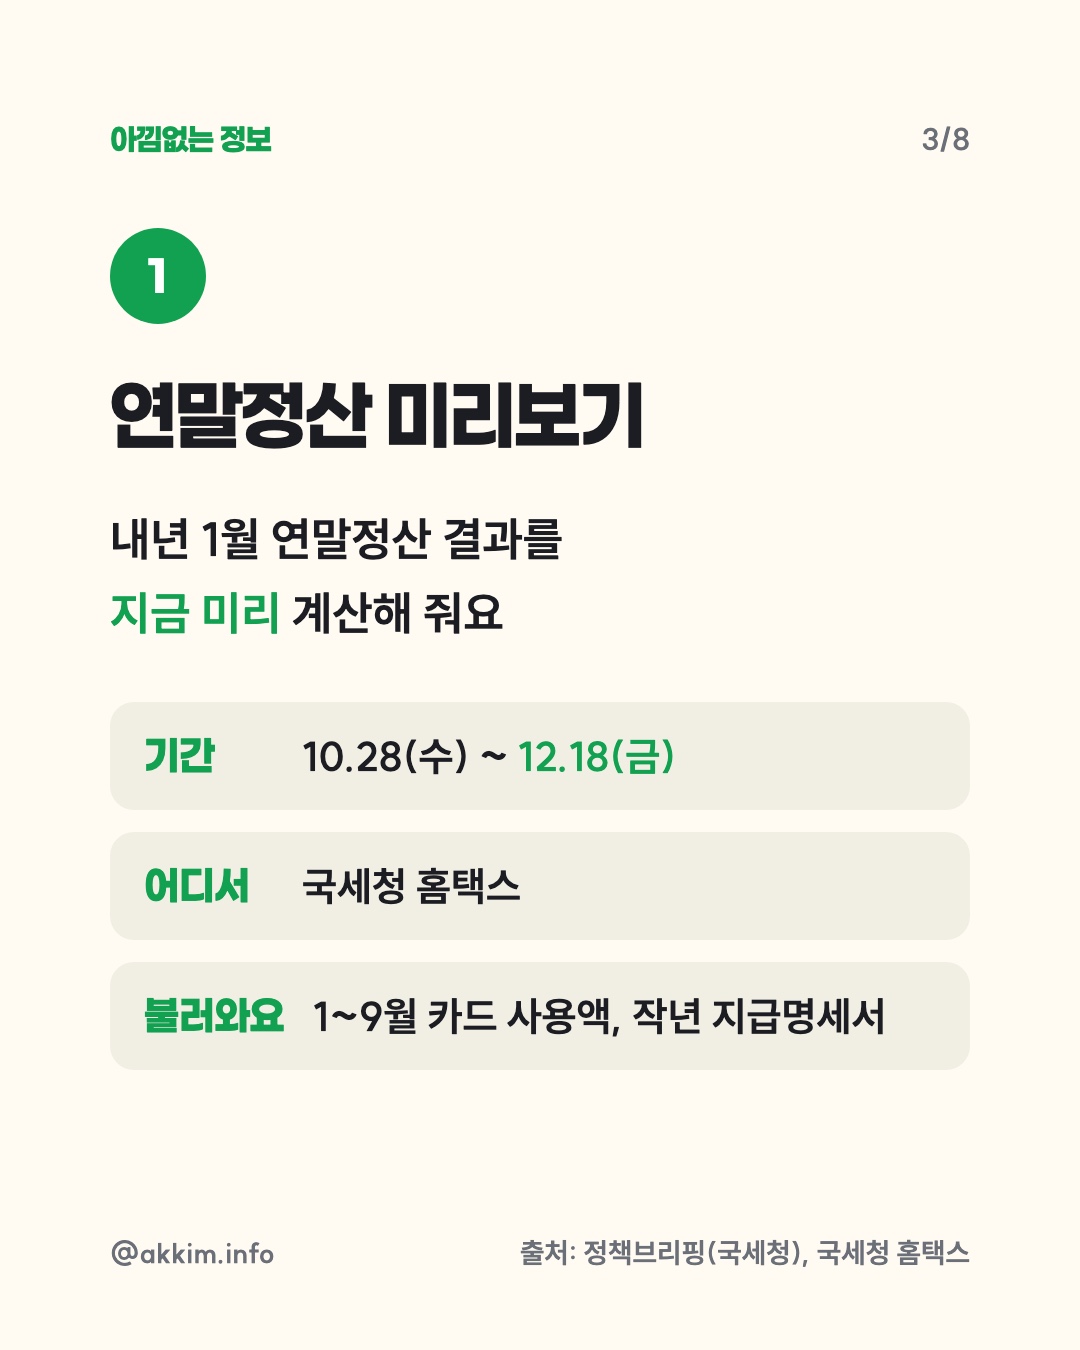 아낌없는 정보
3/8
1
연말정산 미리보기
내년 1월 연말정산 결과를
지금 미리 계산해 줘요
기간 10.28(수) ~ 12.18(금)
어디서 국세청 홈택스
불러와요 1~9월 카드 사용액, 작년 지급명세서
@akkim.info
출처: 정책브리핑(국세청), 국세청 홈택스